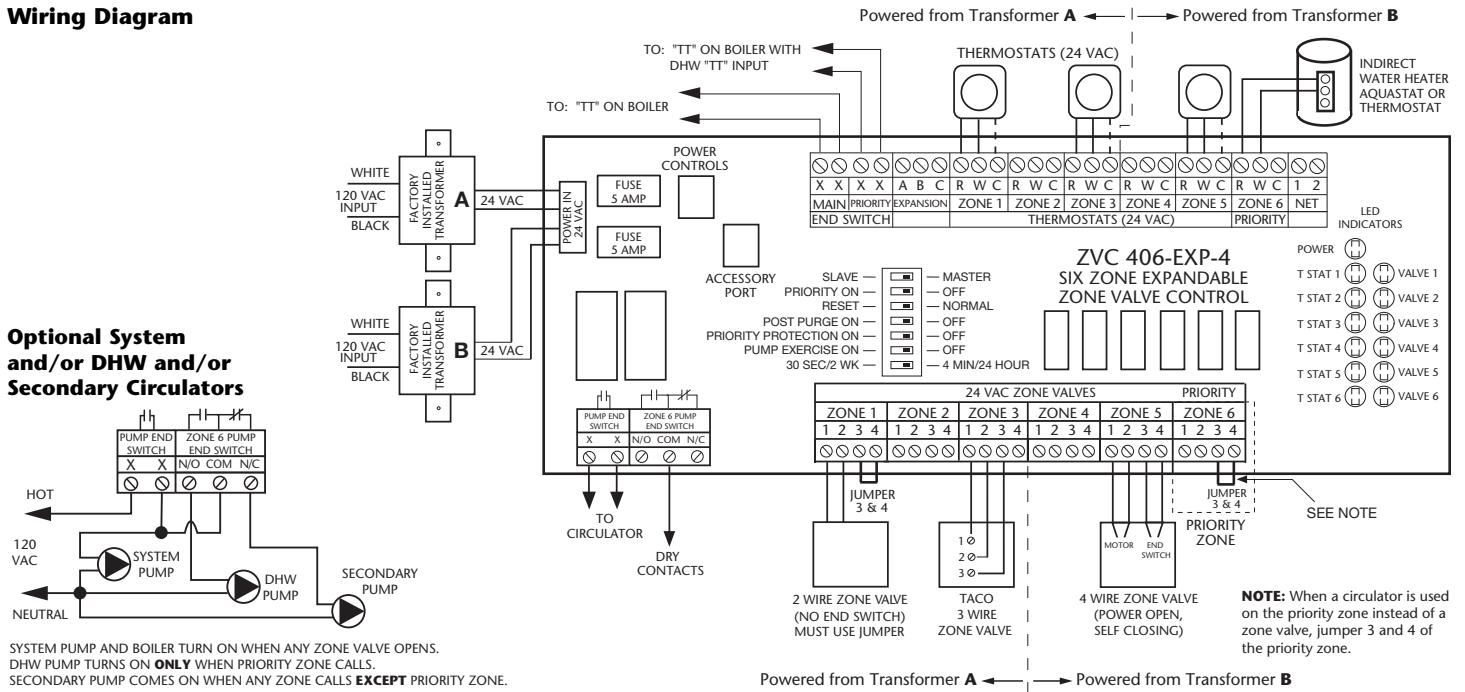 Wiring Diagram
Powered from Transformer A
Powered from Transformer B
TO: "TT" ON BOILER WITH
DHW "TT" INPUT
TO: "TT" ON BOILER
THERMOSTATS (24 VAC)
INDIRECT
WATER HEATER
AQUASTAT OR
THERMOSTAT
WHITE
120 VAC
INPUT
BLACK
FACTORY
INSTALLED
TRANSFORMER
A
24 VAC
POWER IN
24 VAC
FUSE
5 AMP
FUSE
5 AMP
POWER
CONTROLS
ACCESSORY
PORT
X X X X A B C R W C R W C R W C R W C R W C R W C 1 2
MAIN PRIORITY EXPANSION ZONE 1 ZONE 2 ZONE 3 ZONE 4 ZONE 5 ZONE 6 NET
END SWITCH THERMOSTATS (24 VAC) PRIORITY
ZVC 406-EXP-4
SIX ZONE EXPANDABLE
ZONE VALVE CONTROL
LED
INDICATORS
POWER
T STAT 1 VALVE 1
T STAT 2 VALVE 2
T STAT 3 VALVE 3
T STAT 4 VALVE 4
T STAT 5 VALVE 5
T STAT 6 VALVE 6
SLAVE MASTER
PRIORITY ON OFF
RESET NORMAL
POST PURGE ON OFF
PRIORITY PROTECTION ON OFF
PUMP EXERCISE ON OFF
30 SEC/2 WK 4 MIN/24 HOUR
WHITE
120 VAC
INPUT
BLACK
FACTORY
INSTALLED
TRANSFORMER
B
24 VAC
Optional System
and/or DHW and/or
Secondary Circulators
PUMP END
SWITCH
ZONE 6 PUMP
END SWITCH
X X N/O COM N/C
HOT
120
VAC
NEUTRAL
SYSTEM
PUMP
DHW
PUMP
SECONDARY
PUMP
PUMP END
SWITCH
ZONE 6 PUMP
END SWITCH
X X N/O COM N/C
TO
CIRCULATOR
DRY
CONTACTS
24 VAC ZONE VALVES PRIORITY
ZONE 1 ZONE 2 ZONE 3 ZONE 4 ZONE 5 ZONE 6
1 2 3 4 1 2 3 4 1 2 3 4 1 2 3 4 1 2 3 4 1 2 3 4
JUMPER
3 & 4
2 WIRE ZONE VALVE
(NO END SWITCH)
MUST USE JUMPER
1
2
3
TACO
3 WIRE
ZONE VALVE
MOTOR
END
SWITCH
4 WIRE ZONE VALVE
(POWER OPEN,
SELF CLOSING)
JUMPER
3 & 4
PRIORITY
ZONE
SEE NOTE
NOTE: When a circulator is used
on the priority zone instead of a
zone valve, jumper 3 and 4 of
the priority zone.
SYSTEM PUMP AND BOILER TURN ON WHEN ANY ZONE VALVE OPENS.
DHW PUMP TURNS ON ONLY WHEN PRIORITY ZONE CALLS.
SECONDARY PUMP COMES ON WHEN ANY ZONE CALLS EXCEPT PRIORITY ZONE.
Powered from Transformer A
Powered from Transformer B